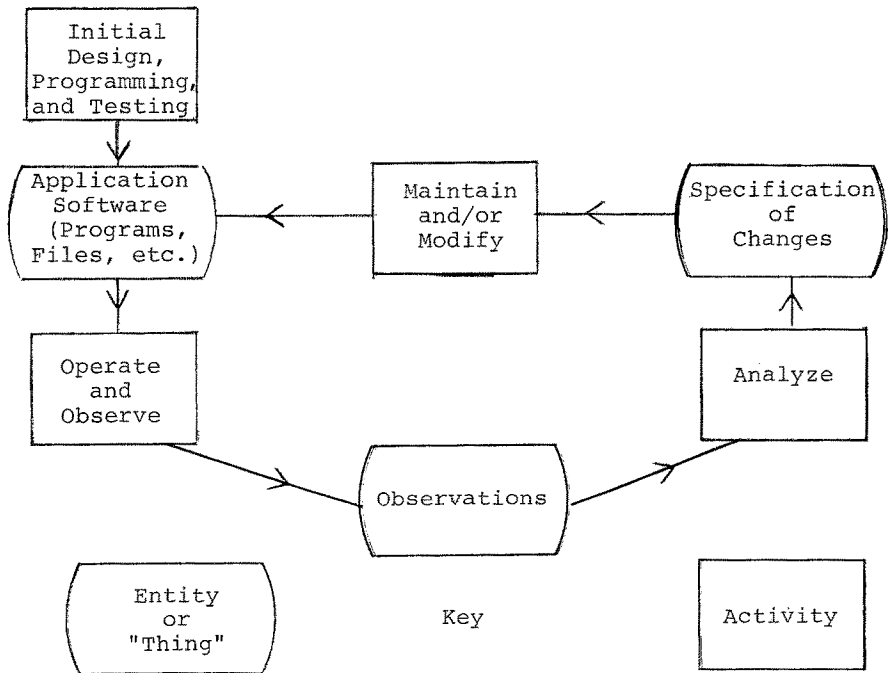 Initial
Design,
Programming,
and Testing
Application
Software
(Programs,
Files, etc.)
Maintain
and/or
Modify
Specification
of
Changes
Operate
and
Observe
Analyze
Observations
Entity
or
"Thing"
Key
Activity